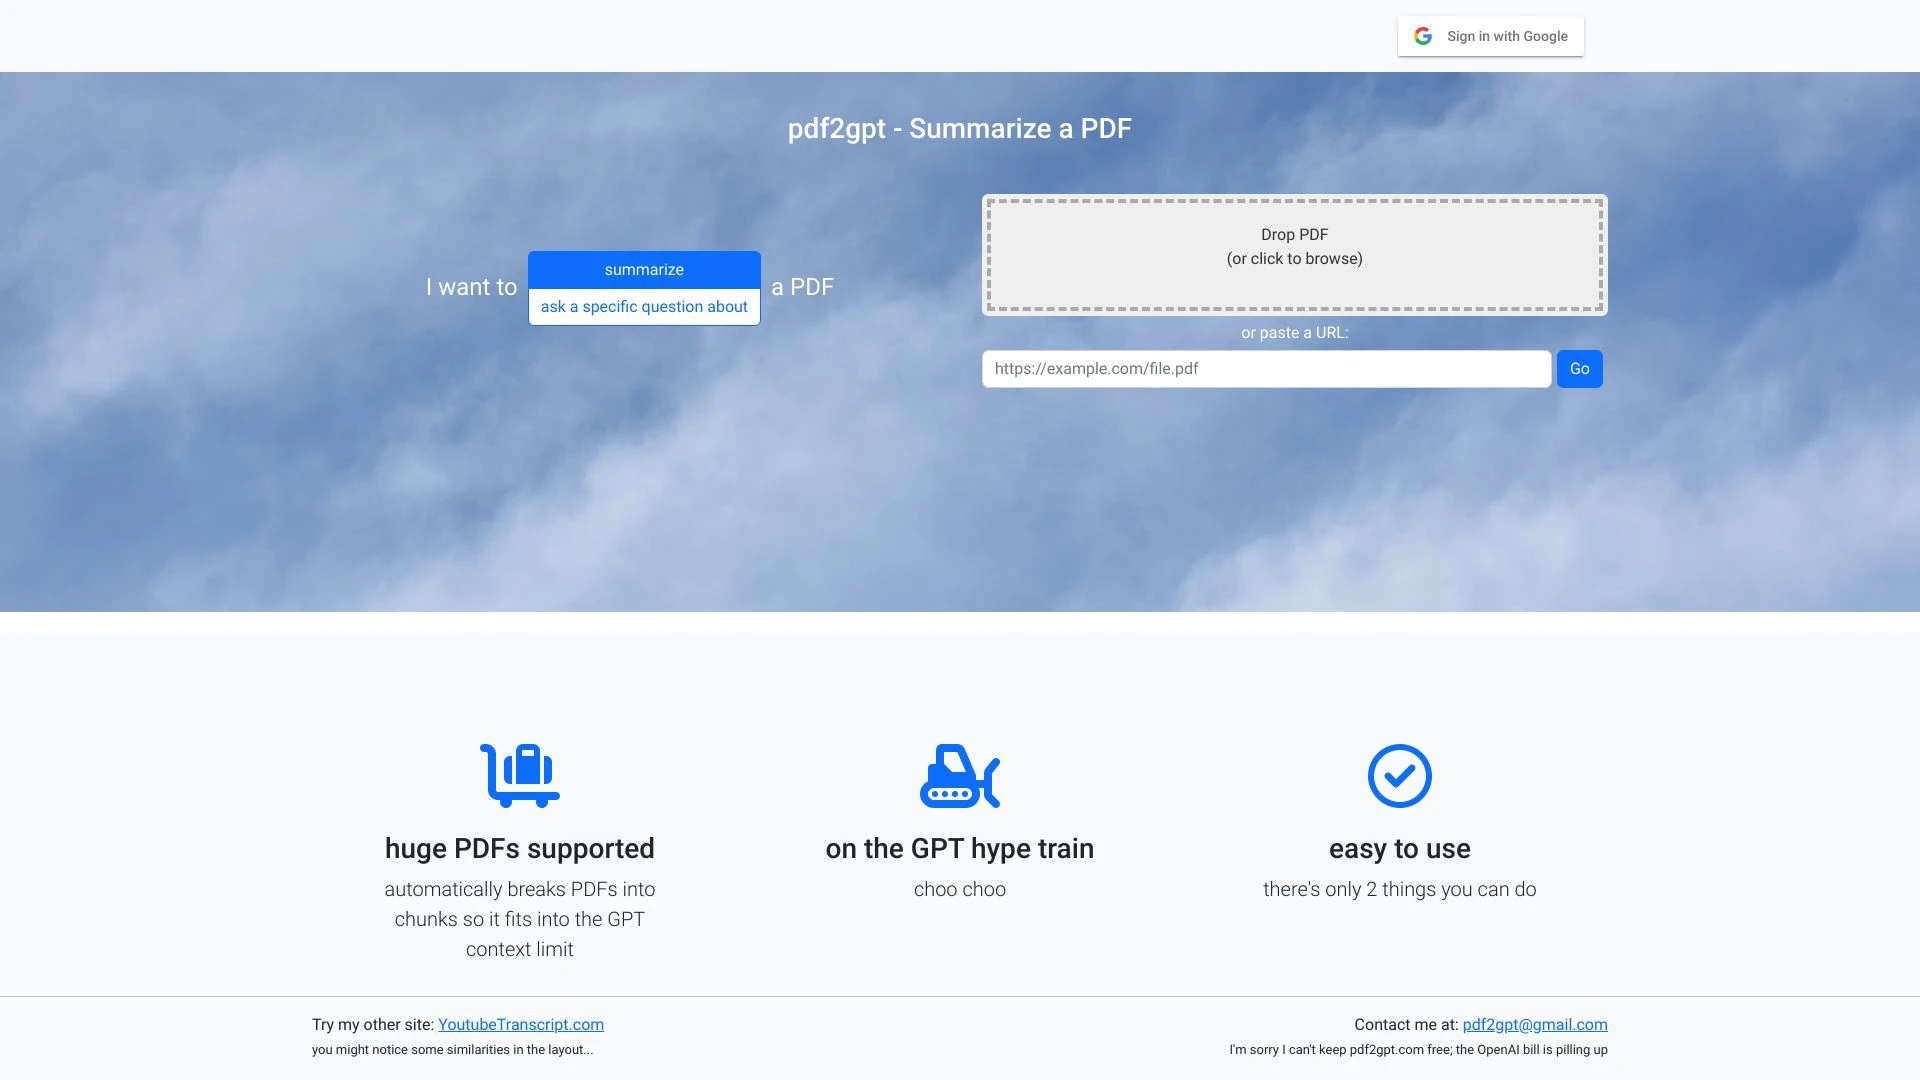 Sign in with Google
pdf2gpt - Summarize a PDF
I want to
summarize
ask a specific question about
a PDF
Drop PDF
(or click to browse)
or paste a URL:
https://example.com/file.pdf
Go
huge PDFs supported
automatically breaks PDFs into
chunks so it fits into the GPT
context limit
on the GPT hype train
choo choo
easy to use
there's only 2 things you can do
Try my other site: YoutubeTranscript.com
you might notice some similarities in the layout...
Contact me at: pdf2gpt@gmail.com
I'm sorry I can't keep pdf2gpt.com free; the OpenAI bill is pilling up